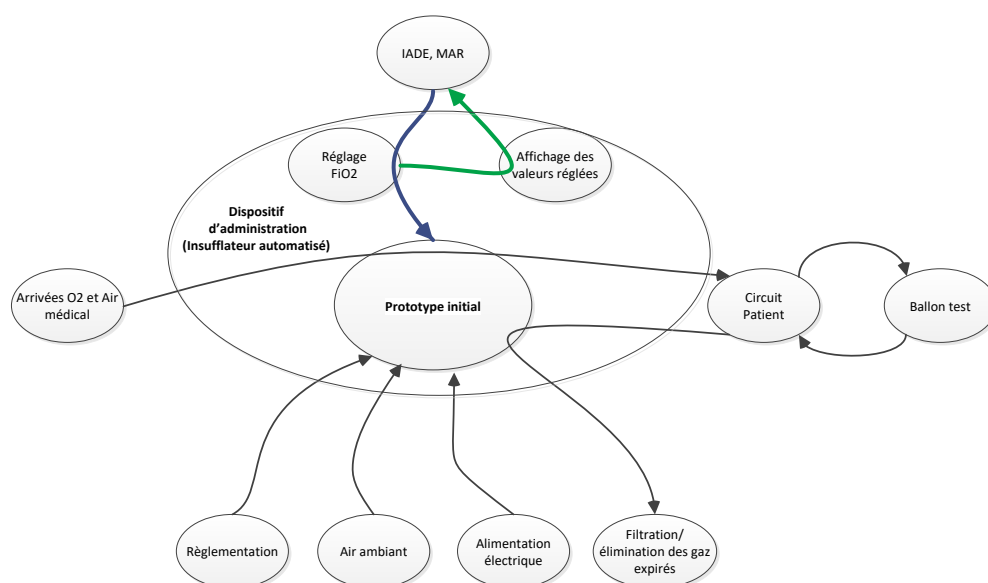 IADE, MAR
Réglage
FiO2
Affichage des
valeurs réglées
Dispositif
d'administration
(Insufflateur automatisé)
Arrivées O2 et Air
médical
Prototype initial
Circuit
Patient
Ballon test
Règlementation
Air ambiant
Alimentation
électrique
Filtration/
élimination des gaz
expirés